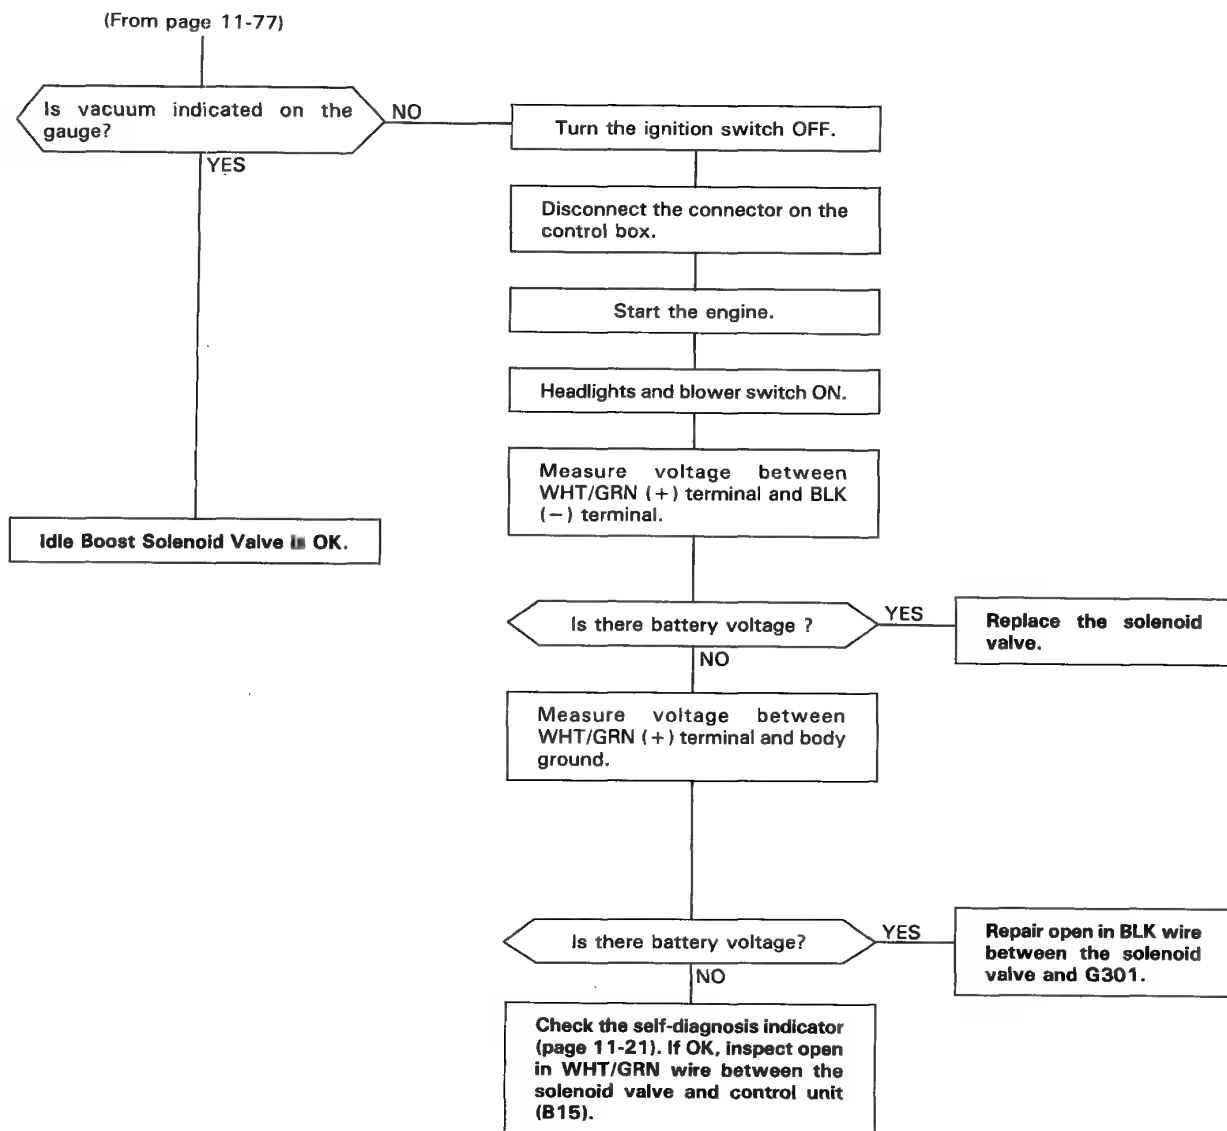 (From page 11-77)
Is vacuum indicated on the
gauge?
NO
YES
Turn the ignition switch OFF.
Disconnect the connector on the
control box.
Start the engine.
Headlights and blower switch ON.
Measure voltage between
WHT/GRN (+) terminal and BLK
(−) terminal.
Idle Boost Solenoid Valve is OK.
Is there battery voltage ?
YES
NO
Replace the solenoid
valve.
Measure voltage between
WHT/GRN (+) terminal and body
ground.
Is there battery voltage?
YES
NO
Repair open in BLK wire
between the solenoid
valve and G301.
Check the self-diagnosis indicator
(page 11-21). If OK, inspect open
in WHT/GRN wire between the
solenoid valve and control unit
(B15).